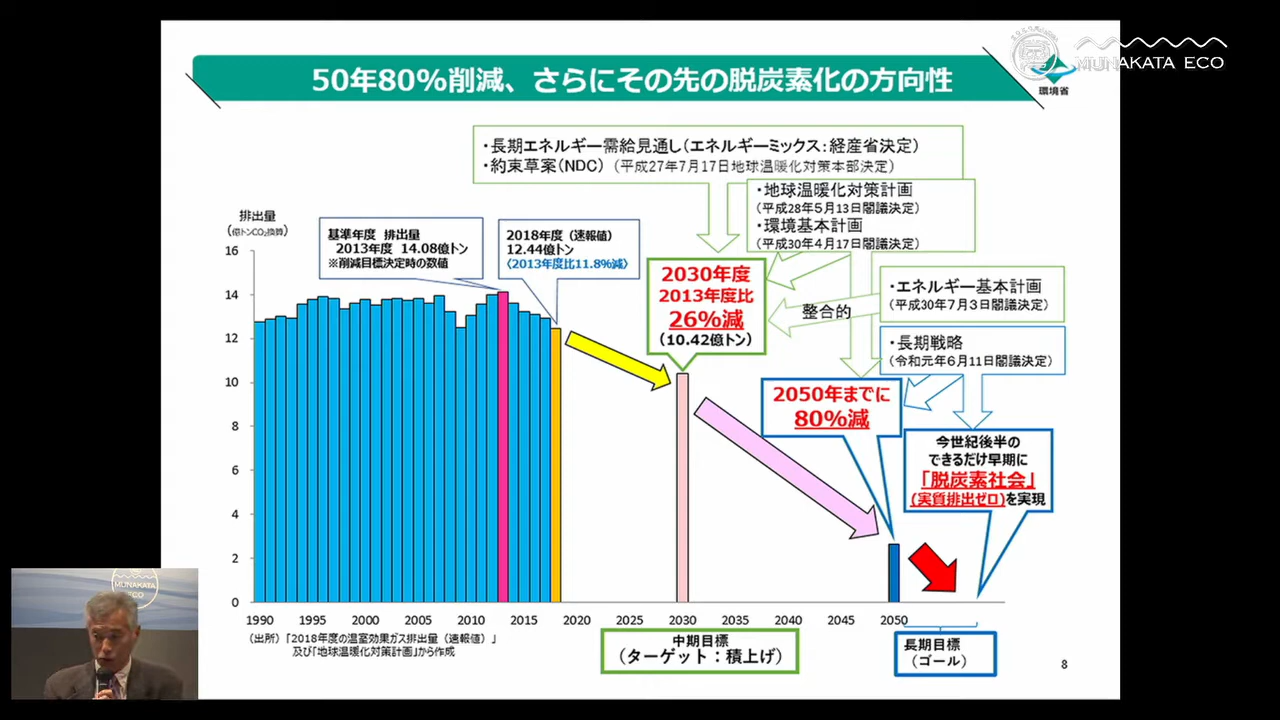 50年80%削減、さらにその先の脱炭素化の方向性
MUNAKATA ECO
環境省
・長期エネルギー需給見通し(エネルギーミックス:経産省決定)
・約束草案(NDC) (平成27年7月17日地球温暖化対策本部決定)
・地球温暖化対策計画
(平成28年5月13日閣議決定)
・環境基本計画
(平成30年4月17日閣議決定)
排出量
(億トンCO₂換算)
基準年度 排出量
2013年度 14.08億トン
※削減目標決定時の数値
2018年度(速報値)
12.44億トン
〈2013年度比11.8%減〉
2030年度
2013年度比
26%減
(10.42億トン)
・エネルギー基本計画
(平成30年7月3日閣議決定)
整合的
・長期戦略
(令和元年6月11日閣議決定)
2050年までに
80%減
今世紀後半の
できるだけ早期に
「脱炭素社会」
(実質排出ゼロ)を実現
16
14
12
10
8
6
4
2
0
1990 1995 2000 2005 2010 2015 2020 2025 2030 2035 2040 2045 2050
(出所)「2018年度の温室効果ガス排出量(速報値)」
及び「地球温暖化対策計画」から作成
中期目標
(ターゲット:積上げ)
長期目標
(ゴール)
8
MUNAKATA
ECO